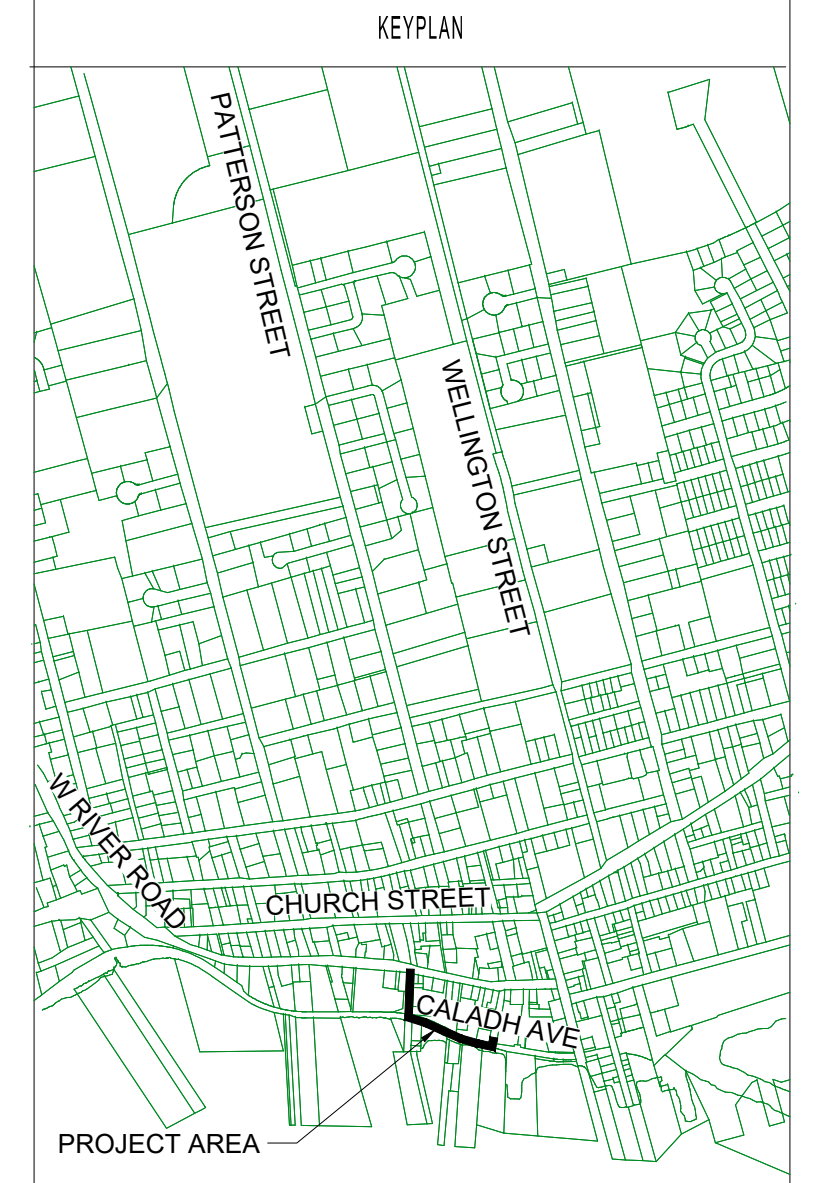 KEYPLAN
PATTERSON STREET
WELLINGTON STREET
W RIVER ROAD
CHURCH STREET
CALADH AVE
PROJECT AREA